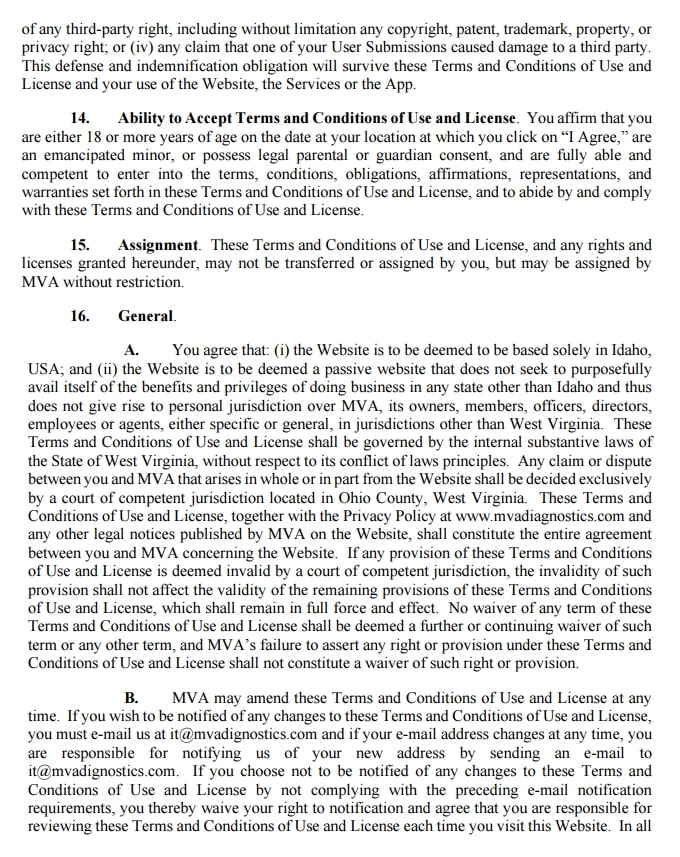 of any third-party right, including without limitation any copyright, patent, trademark, property, or
privacy right; or (iv) any claim that one of your User Submissions caused damage to a third party.
This defense and indemnification obligation will survive these Terms and Conditions of Use and
License and your use of the Website, the Services or the App.
14. Ability to Accept Terms and Conditions of Use and License. You affirm that you
are either 18 or more years of age on the date at your location at which you click on “I Agree,” are
an emancipated minor, or possess legal parental or guardian consent, and are fully able and
competent to enter into the terms, conditions, obligations, affirmations, representations, and
warranties set forth in these Terms and Conditions of Use and License, and to abide by and comply
with these Terms and Conditions of Use and License.
15. Assignment. These Terms and Conditions of Use and License, and any rights and
licenses granted hereunder, may not be transferred or assigned by you, but may be assigned by
MVA without restriction.
16. General.
A. You agree that: (i) the Website is to be deemed to be based solely in Idaho,
USA; and (ii) the Website is to be deemed a passive website that does not seek to purposefully
avail itself of the benefits and privileges of doing business in any state other than Idaho and thus
does not give rise to personal jurisdiction over MVA, its owners, members, officers, directors,
employees or agents, either specific or general, in jurisdictions other than West Virginia. These
Terms and Conditions of Use and License shall be governed by the internal substantive laws of
the State of West Virginia, without respect to its conflict of laws principles. Any claim or dispute
between you and MVA that arises in whole or in part from the Website shall be decided exclusively
by a court of competent jurisdiction located in Ohio County, West Virginia. These Terms and
Conditions of Use and License, together with the Privacy Policy at www.mvadiagnostics.com and
any other legal notices published by MVA on the Website, shall constitute the entire agreement
between you and MVA concerning the Website. If any provision of these Terms and Conditions
of Use and License is deemed invalid by a court of competent jurisdiction, the invalidity of such
provision shall not affect the validity of the remaining provisions of these Terms and Conditions
of Use and License, which shall remain in full force and effect. No waiver of any term of these
Terms and Conditions of Use and License shall be deemed a further or continuing waiver of such
term or any other term, and MVA’s failure to assert any right or provision under these Terms and
Conditions of Use and License shall not constitute a waiver of such right or provision.
B. MVA may amend these Terms and Conditions of Use and License at any
time. If you wish to be notified of any changes to these Terms and Conditions of Use and License,
you must e-mail us at it@mvadignostics.com and if your e-mail address changes at any time, you
are responsible for notifying us of your new address by sending an e-mail to
it@mvadignostics.com. If you choose not to be notified of any changes to these Terms and
Conditions of Use and License by not complying with the preceding e-mail notification
requirements, you thereby waive your right to notification and agree that you are responsible for
reviewing these Terms and Conditions of Use and License each time you visit this Website. In all